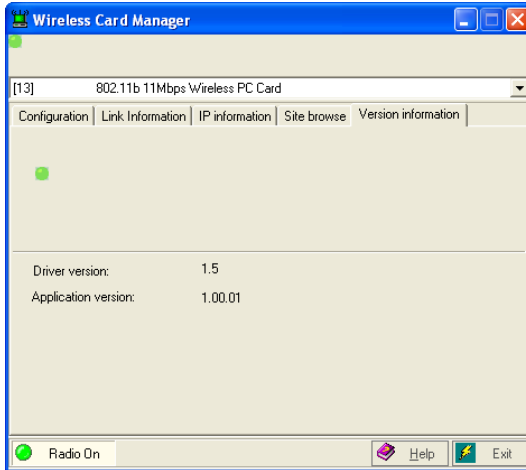 Wireless Card Manager
[13] 802.11b 11Mbps Wireless PC Card
Configuration Link Information IP information Site browse Version information
Driver version: 1.5
Application version: 1.00.01
Radio On Help Exit